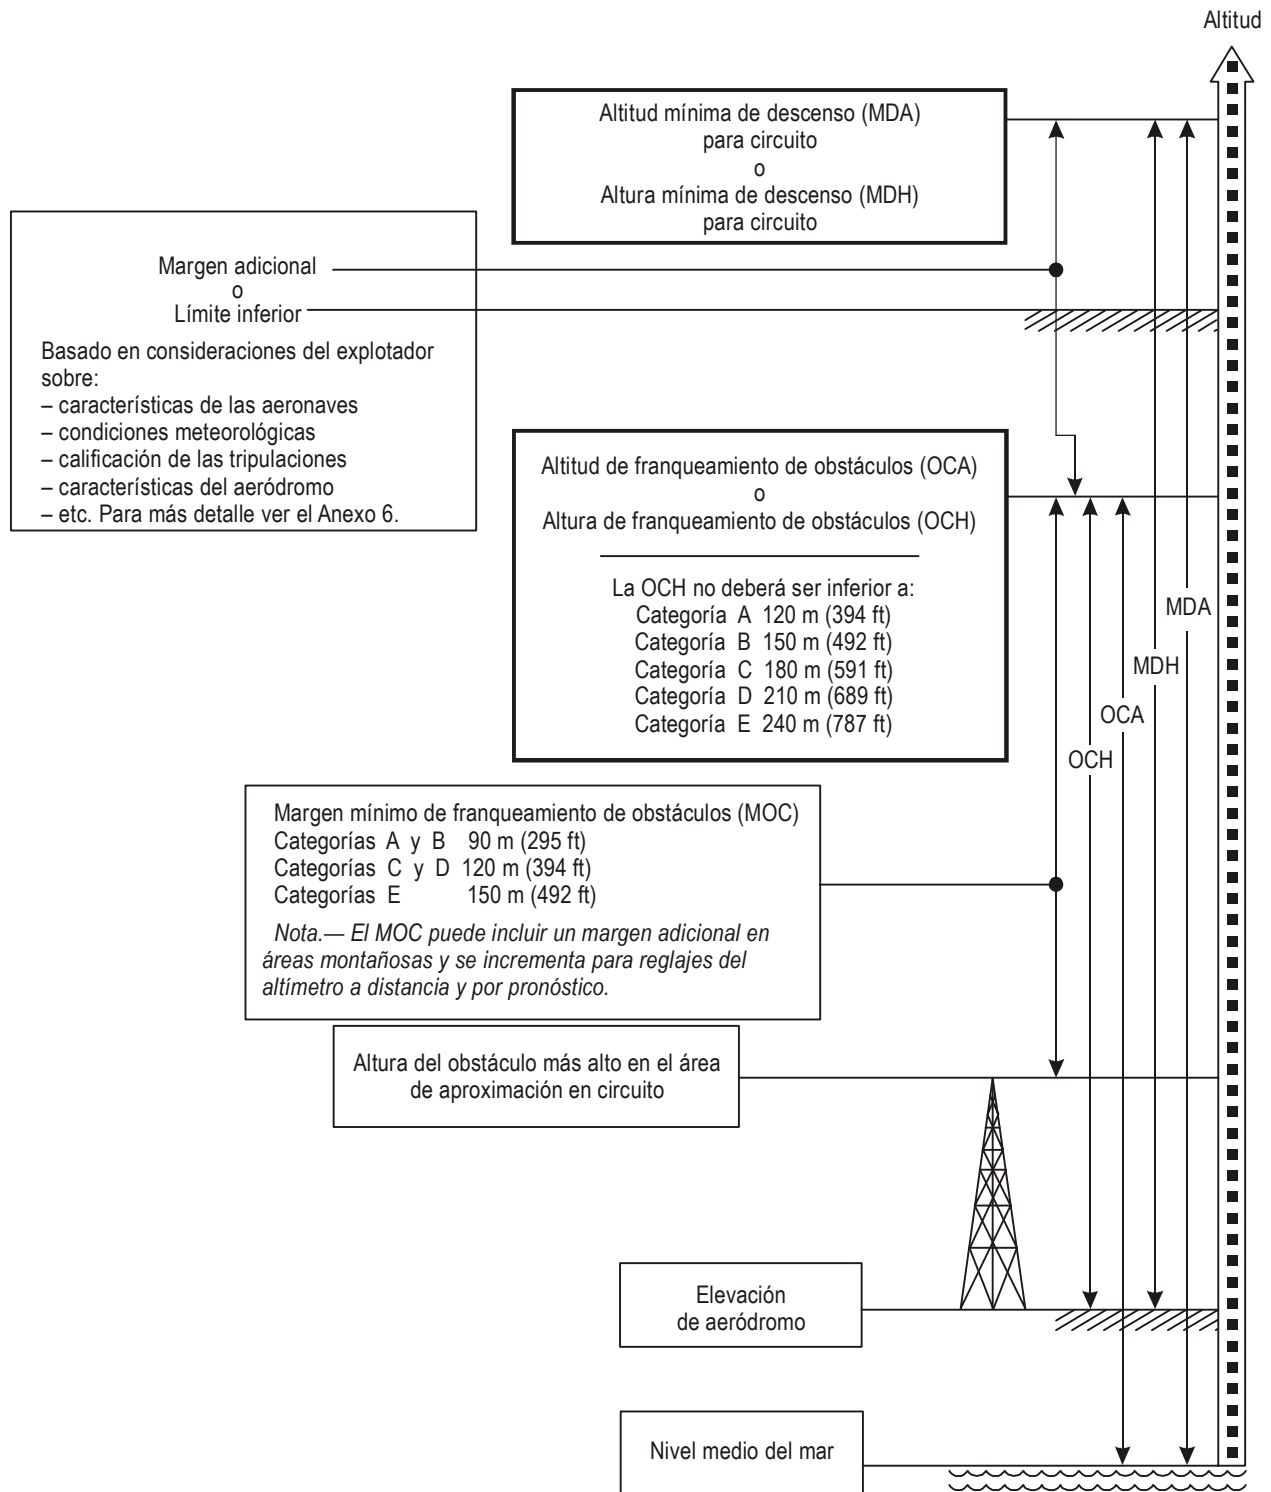 Altitud
Altitud mínima de descenso (MDA)
para circuito
o
Altura mínima de descenso (MDH)
para circuito
Margen adicional
o
Límite inferior
Basado en consideraciones del explotador
sobre:
– características de las aeronaves
– condiciones meteorológicas
– calificación de las tripulaciones
– características del aeródromo
– etc. Para más detalle ver el Anexo 6.
Altitud de franqueamiento de obstáculos (OCA)
o
Altura de franqueamiento de obstáculos (OCH)
La OCH no deberá ser inferior a:
Categoría A 120 m (394 ft)
Categoría B 150 m (492 ft)
Categoría C 180 m (591 ft)
Categoría D 210 m (689 ft)
Categoría E 240 m (787 ft)
MDA
MDH
OCA
OCH
Margen mínimo de franqueamiento de obstáculos (MOC)
Categorías A y B 90 m (295 ft)
Categorías C y D 120 m (394 ft)
Categorías E 150 m (492 ft)
Nota.— El MOC puede incluir un margen adicional en
áreas montañosas y se incrementa para reglajes del
altímetro a distancia y por pronóstico.
Altura del obstáculo más alto en el área
de aproximación en circuito
Elevación
de aeródromo
Nivel medio del mar